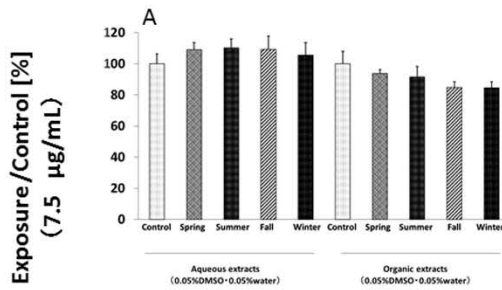 A
Exposure/Control [%]
(7.5 μg/mL)
120
100
80
60
40
20
0
Control Spring Summer Fall Winter Control Spring Summer Fall Winter
Aqueous extracts Organic extracts
(0.05%DMSO・0.05%water) (0.05%DMSO・0.05%water)